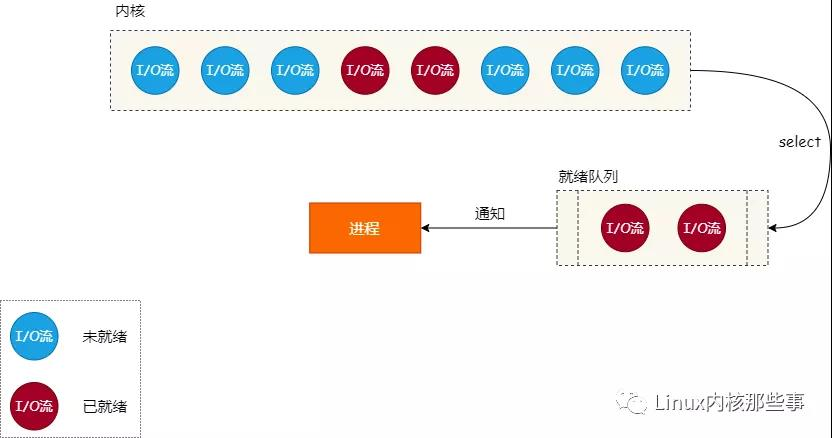 内核
I/O流 I/O流 I/O流 I/O流 I/O流 I/O流 I/O流 I/O流
select
就绪队列
进程
通知
I/O流 I/O流
I/O流 未就绪
I/O流 已就绪
Linux内核那些事